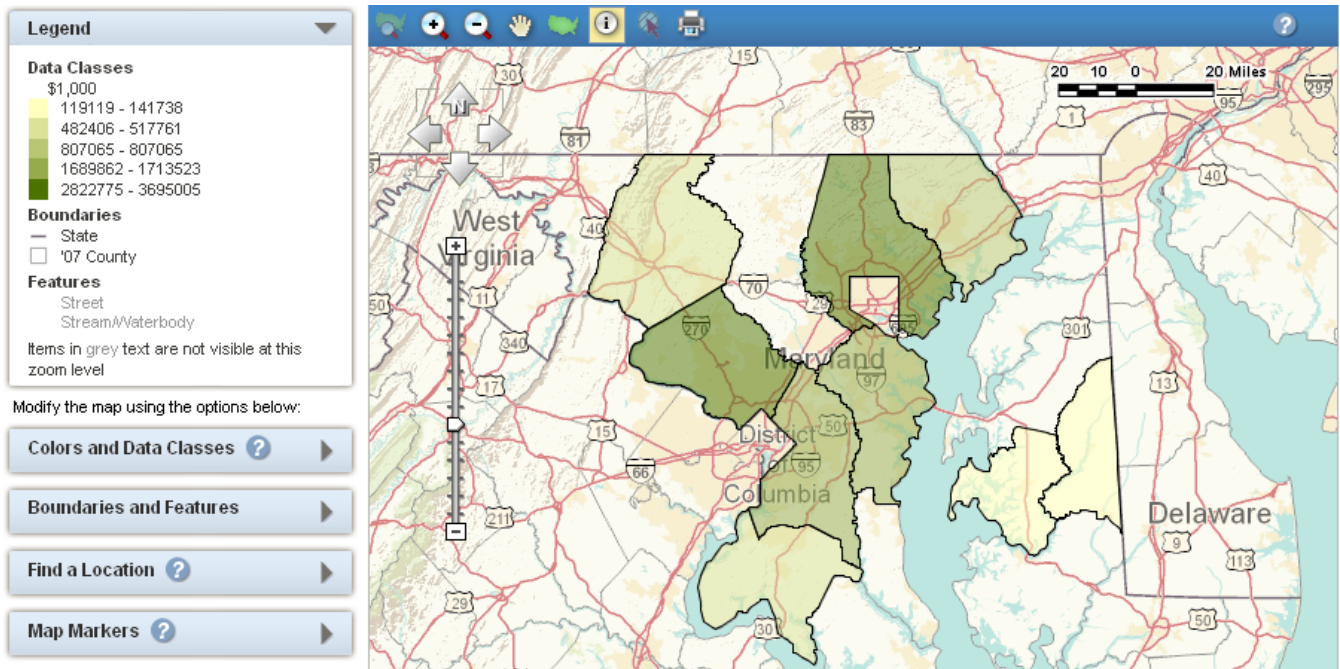 Legend
Data Classes
$1,000
119119 - 141738
482406 - 517761
807065 - 807065
1689862 - 1713523
2822775 - 3695005
Boundaries
State
'07 County
Features
Street
Stream/Waterbody
Items in grey text are not visible at this
zoom level
Modify the map using the options below:
Colors and Data Classes ?
Boundaries and Features
Find a Location ?
Map Markers ?
i
?
20 10 0 20 Miles
15
30
95
295
1
83
81
N
40
West
Virginia
40
70
29
11
50
270
695
301
340
Maryland
97
17
13
15
District
of
Columbia
50
95
66
211
Delaware
9
113
29
30
50